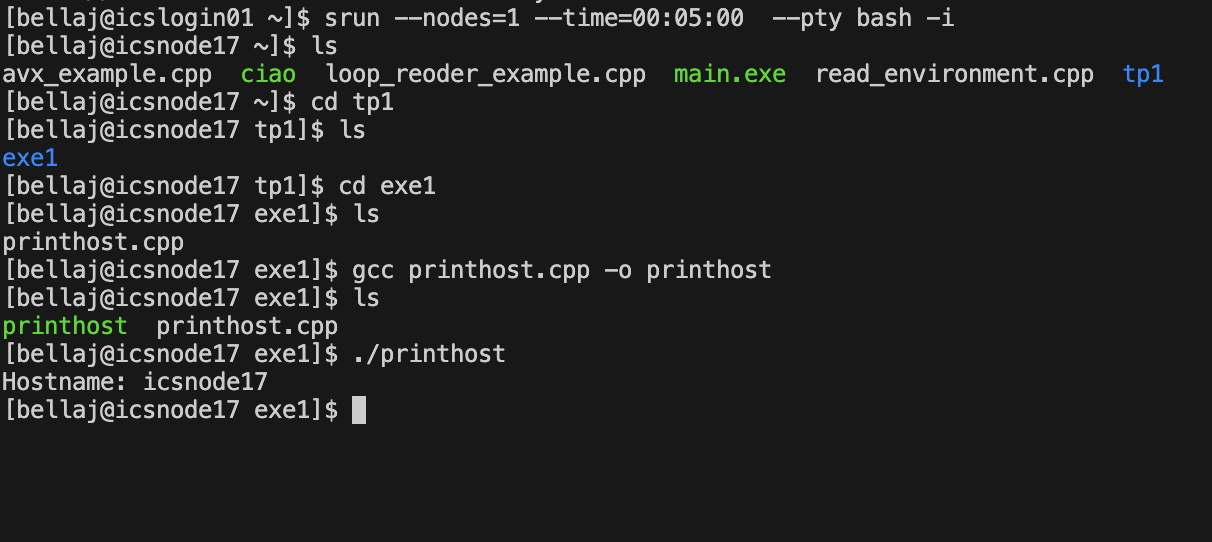 [bellaj@icslogin01 ~]$ srun --nodes=1 --time=00:05:00  --pty bash -i
[bellaj@icsnode17 ~]$ ls
avx_example.cpp  ciao  loop_reoder_example.cpp  main.exe  read_environment.cpp  tp1
[bellaj@icsnode17 ~]$ cd tp1
[bellaj@icsnode17 tp1]$ ls
exe1
[bellaj@icsnode17 tp1]$ cd exe1
[bellaj@icsnode17 exe1]$ ls
printhost.cpp
[bellaj@icsnode17 exe1]$ gcc printhost.cpp -o printhost
[bellaj@icsnode17 exe1]$ ls
printhost  printhost.cpp
[bellaj@icsnode17 exe1]$ ./printhost
Hostname: icsnode17
[bellaj@icsnode17 exe1]$